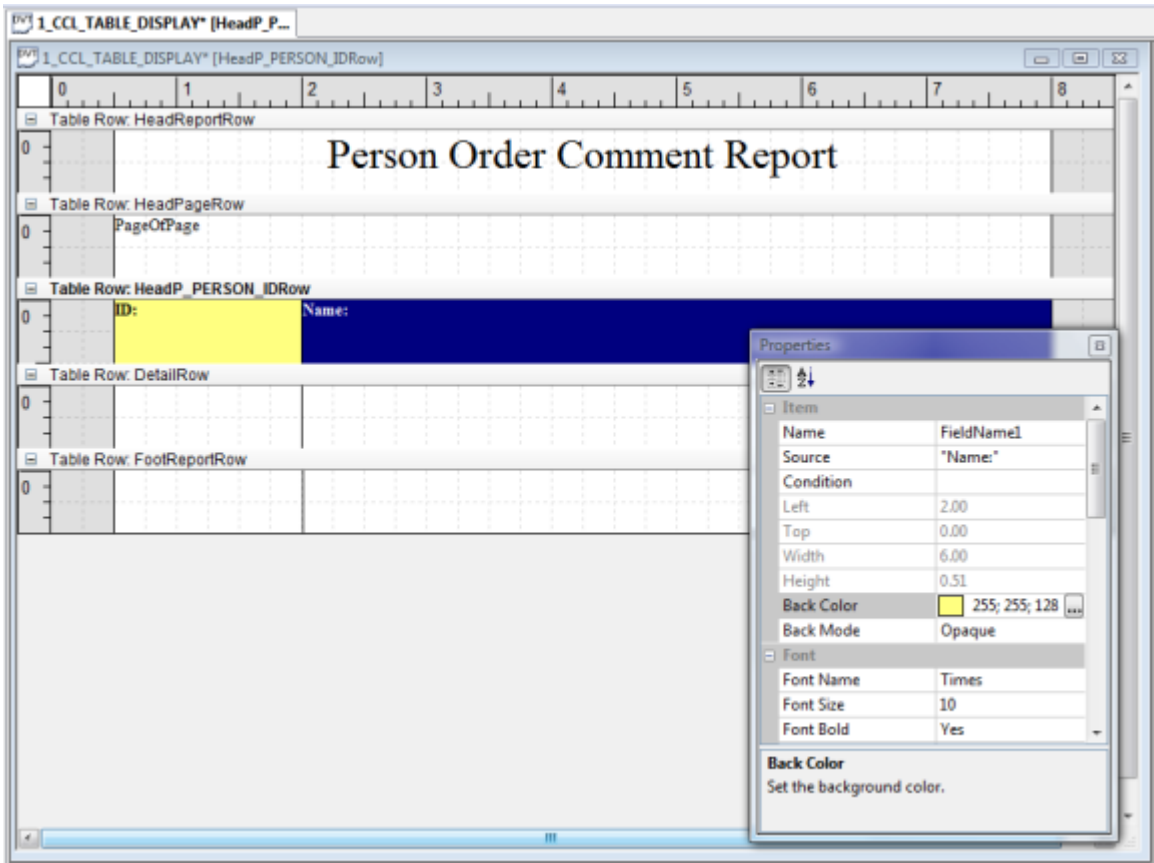 1_CCL_TABLE_DISPLAY* [HeadP_P...
1_CCL_TABLE_DISPLAY* [HeadP_PERSON_IDRow]
0 1 2 3 4 5 6 7 8
Table Row: HeadReportRow
0
Person Order Comment Report
Table Row: HeadPageRow
0
PageOfPage
Table Row: HeadP_PERSON_IDRow
0
ID: Name:
Table Row: DetailRow
0
Table Row: FootReportRow
0
Properties
Item
Name FieldName1
Source "Name:"
Condition
Left 2.00
Top 0.00
Width 6.00
Height 0.51
Back Color 255; 255; 128 ...
Back Mode Opaque
Font
Font Name Times
Font Size 10
Font Bold Yes
Back Color
Set the background color.